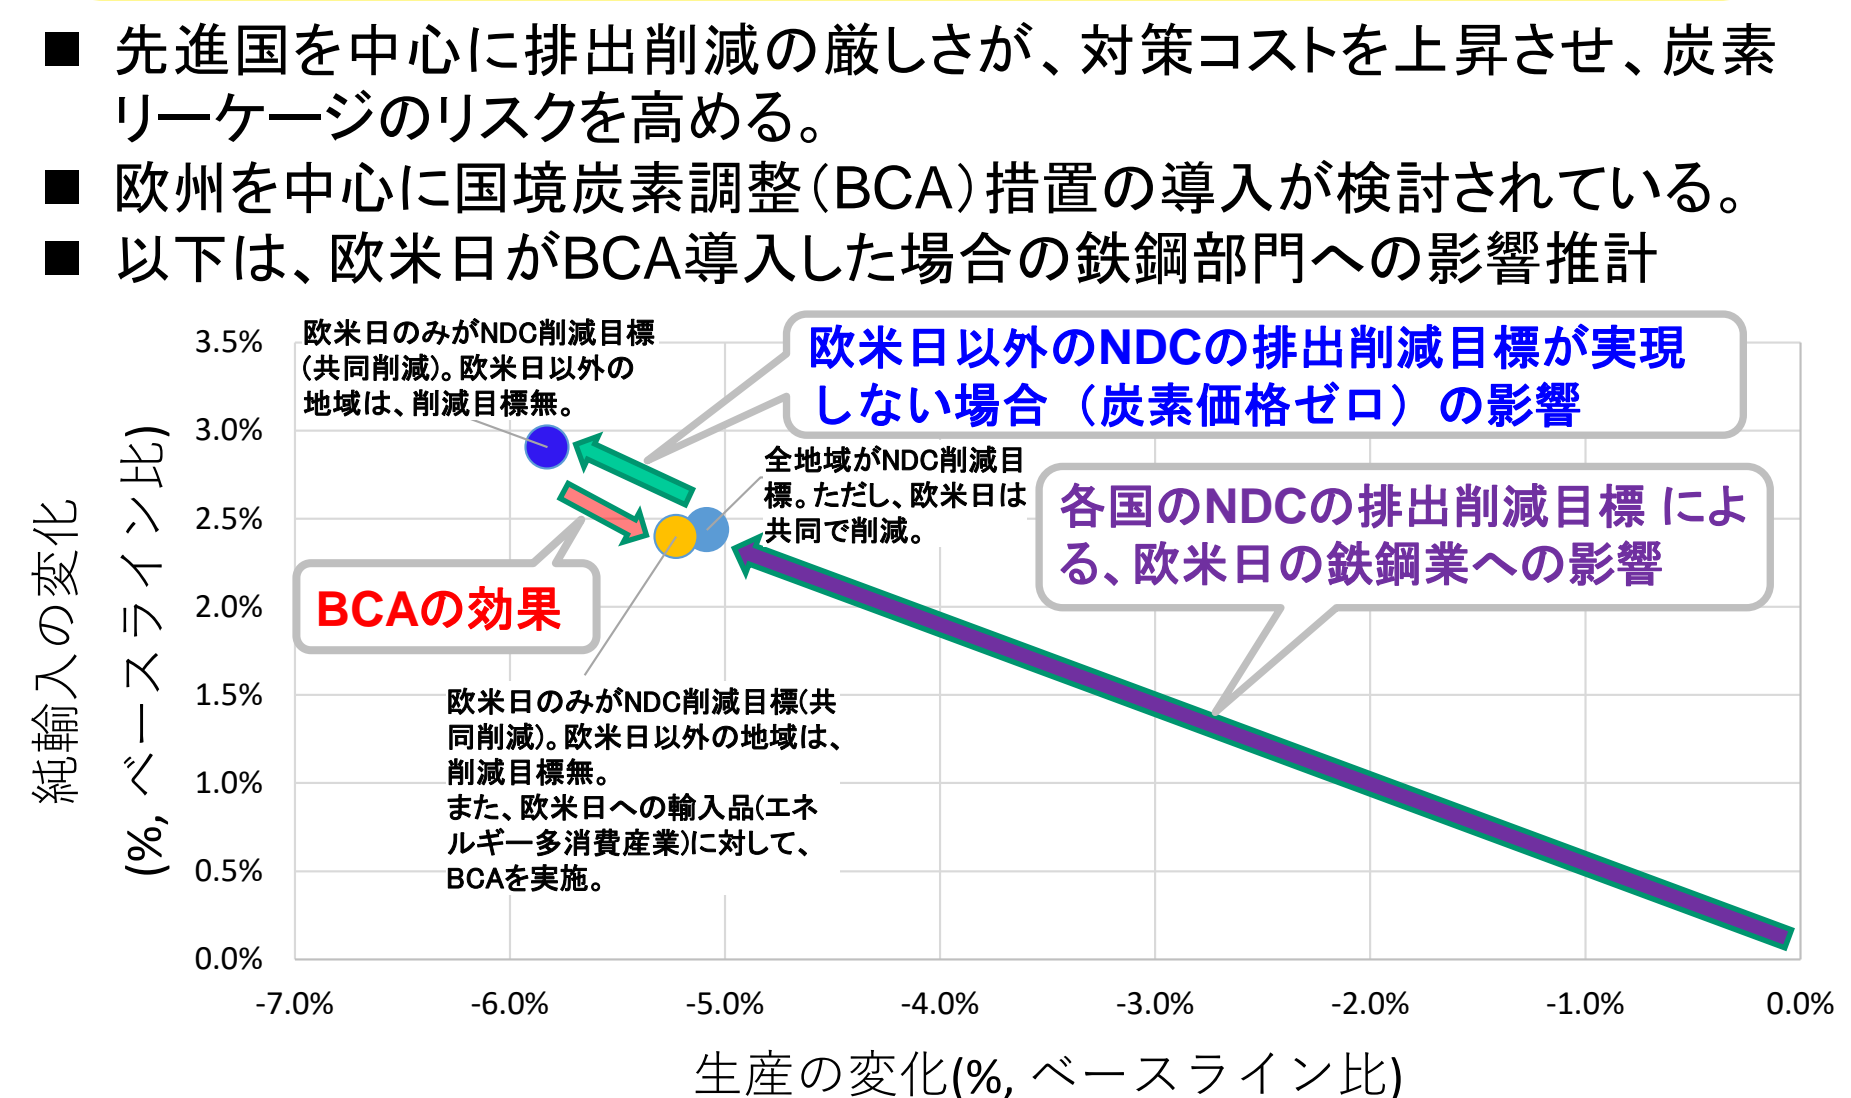 ■ 先進国を中心に排出削減の厳しさが、対策コストを上昇させ、炭素
リーケージのリスクを高める。
■ 欧州を中心に国境炭素調整（BCA）措置の導入が検討されている。
■ 以下は、欧米日がBCA導入した場合の鉄鋼部門への影響推計
欧米日のみがNDC削減目標
(共同削減)。欧米日以外の
地域は、削減目標無。
欧米日以外のNDCの排出削減目標が実現
しない場合（炭素価格ゼロ）の影響
全地域がNDC削減目
標。ただし、欧米日は
共同で削減。
各国のNDCの排出削減目標 によ
る、欧米日の鉄鋼業への影響
BCAの効果
欧米日のみがNDC削減目標(共
同削減)。欧米日以外の地域は、
削減目標無。
また、欧米日への輸入品(エネ
ルギー多消費産業)に対して、
BCAを実施。
純輸入の変化
(%, ベースライン比)
3.5%
3.0%
2.5%
2.0%
1.5%
1.0%
0.5%
0.0%
-7.0%
-6.0%
-5.0%
-4.0%
-3.0%
-2.0%
-1.0%
0.0%
生産の変化(%, ベースライン比)